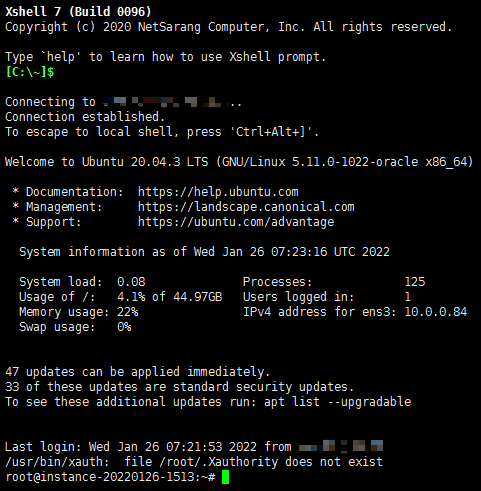 Xshell 7 (Build 0096)
Copyright (c) 2020 NetSarang Computer, Inc. All rights reserved.
Type `help' to learn how to use Xshell prompt.
[C:\~]$
Connecting to ..
Connection established.
To escape to local shell, press 'Ctrl+Alt+]'.
Welcome to Ubuntu 20.04.3 LTS (GNU/Linux 5.11.0-1022-oracle x86_64)
* Documentation:  https://help.ubuntu.com
* Management:     https://landscape.canonical.com
* Support:        https://ubuntu.com/advantage
System information as of Wed Jan 26 07:23:16 UTC 2022
System load:  0.08              Processes:             125
Usage of /:   4.1% of 44.97GB   Users logged in:       1
Memory usage: 22%               IPv4 address for ens3: 10.0.0.84
Swap usage:   0%
47 updates can be applied immediately.
33 of these updates are standard security updates.
To see these additional updates run: apt list --upgradable
Last login: Wed Jan 26 07:21:53 2022 from
/usr/bin/xauth:  file /root/.Xauthority does not exist
root@instance-20220126-1513:~#